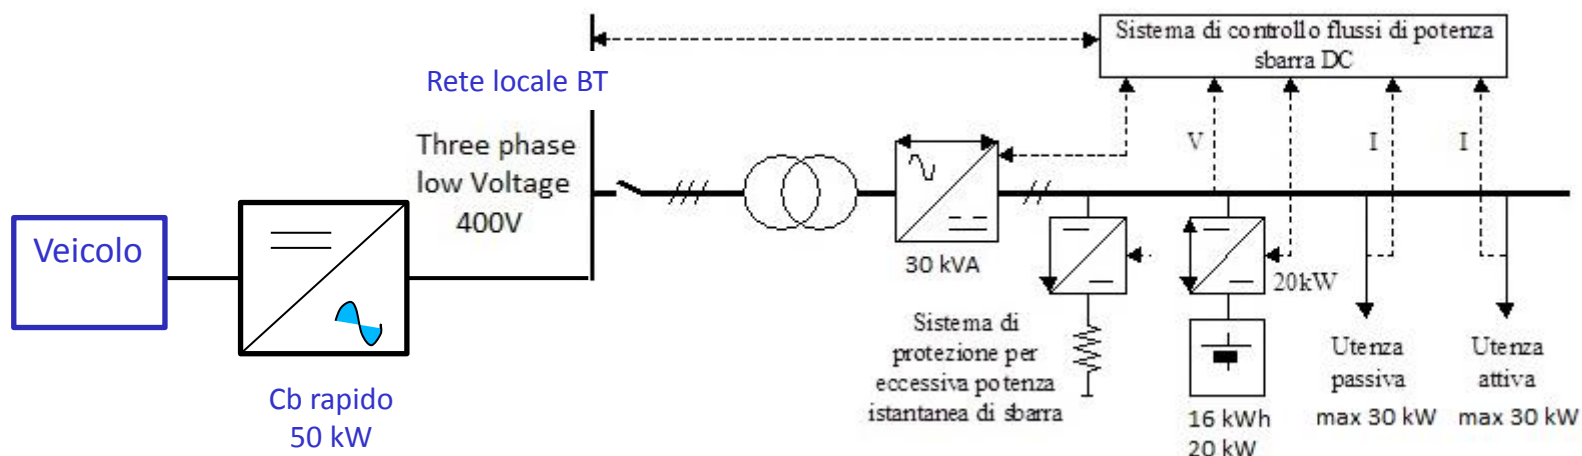 Sistema di controllo flussi di potenza
sbarra DC
Rete locale BT
Three phase
low Voltage
400V
V
I
I
Veicolo
30 kVA
20kW
Cb rapido
50 kW
Sistema di
protezione per
eccessiva potenza
istantanea di sbarra
16 kWh
20 kW
Utenza
passiva
max 30 kW
Utenza
attiva
max 30 kW